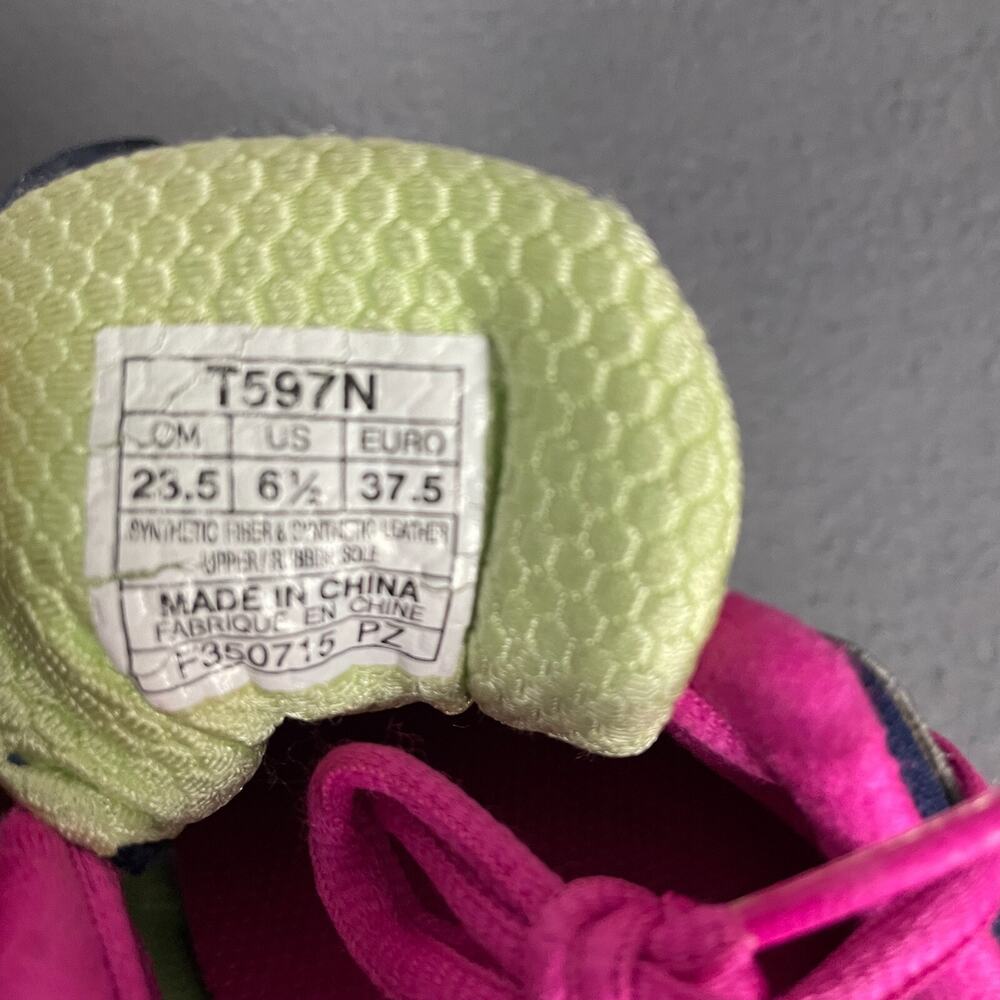 T597N
CM US EURO
23.5 6½ 37.5
SYNTHETIC FIBER & SYNTHETIC LEATHER
UPPER/RUBBER SOLE
MADE IN CHINA
FABRIQUE EN CHINE
F350715 PZ